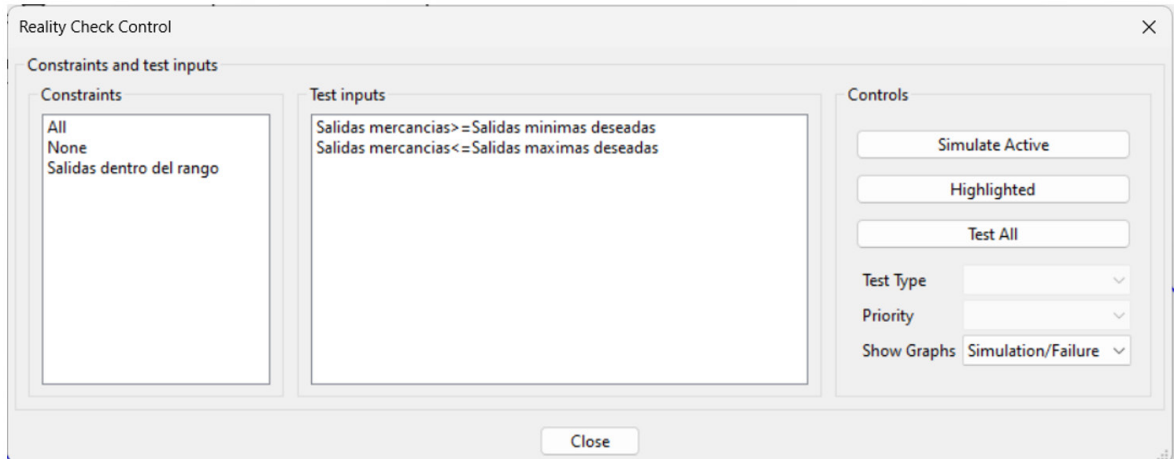 Reality Check Control
Constraints and test inputs
Constraints
All
None
Salidas dentro del rango
Test inputs
Salidas mercancias>=Salidas minimas deseadas
Salidas mercancias<=Salidas maximas deseadas
Controls
Simulate Active
Highlighted
Test All
Test Type
Priority
Show Graphs Simulation/Failure
Close